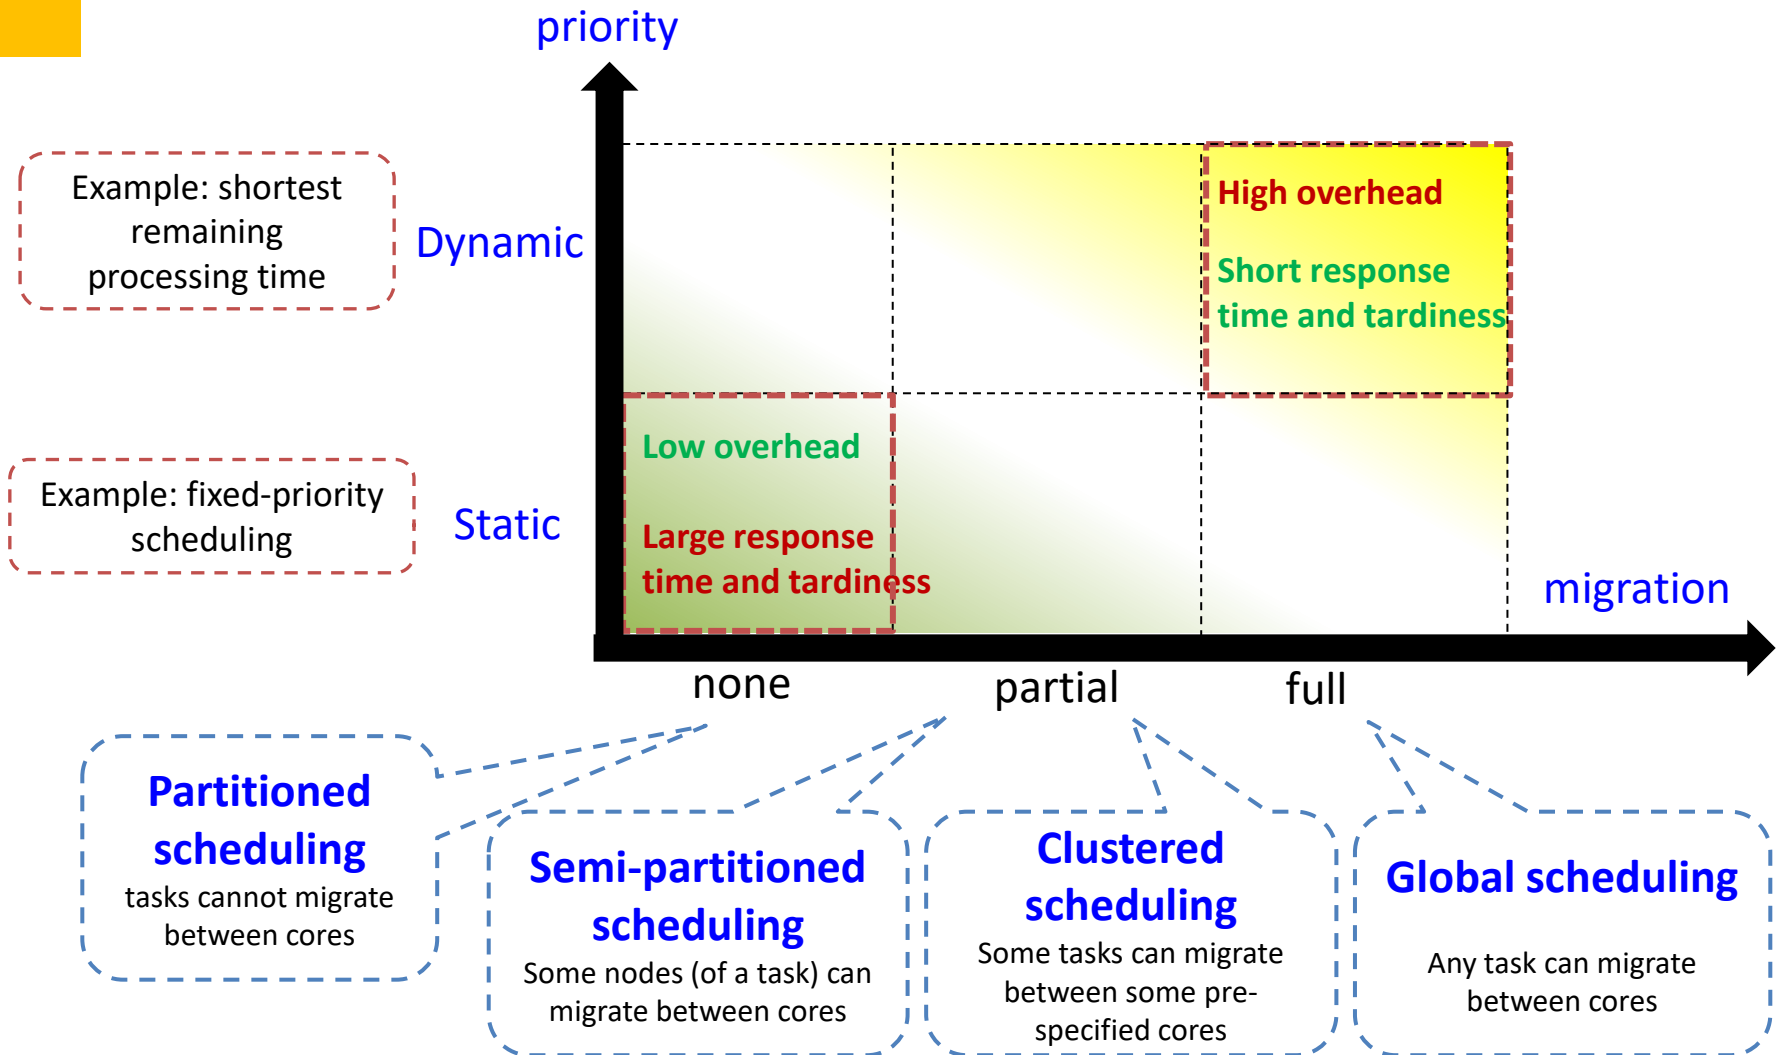 priority
Example: shortest
remaining
processing time
Dynamic
High overhead
Short response
time and tardiness
Example: fixed-priority
scheduling
Static
Low overhead
Large response
time and tardiness
migration
none
partial
full
Partitioned
scheduling
tasks cannot migrate
between cores
Semi-partitioned
scheduling
Some nodes (of a task) can
migrate between cores
Clustered
scheduling
Some tasks can migrate
between some pre-
specified cores
Global scheduling
Any task can migrate
between cores